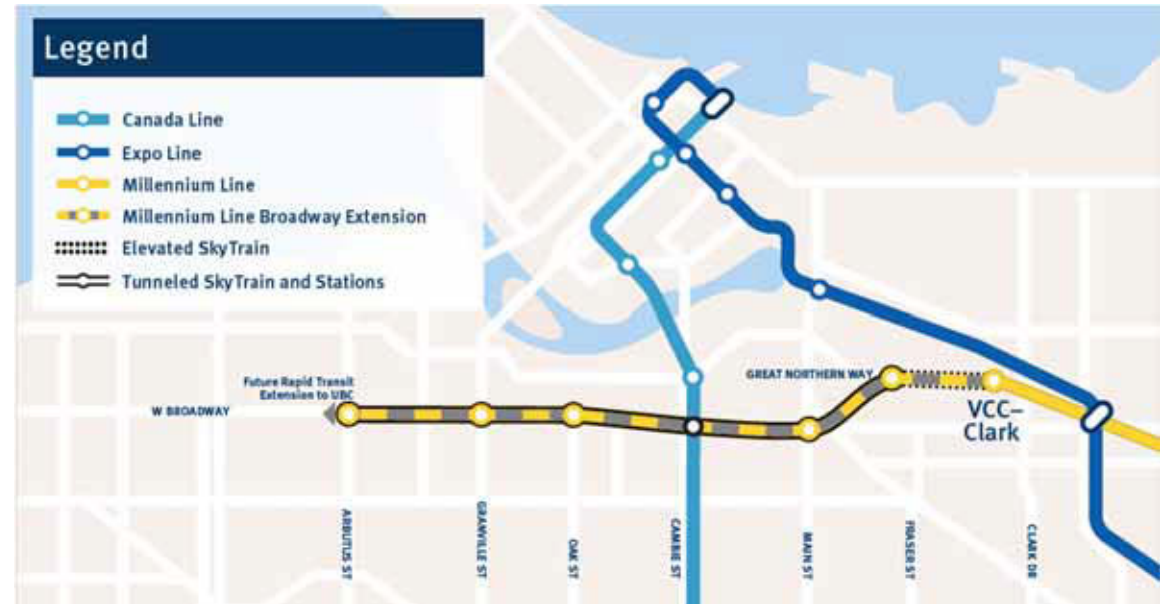 Legend
Canada Line
Expo Line
Millennium Line
Millennium Line Broadway Extension
Elevated SkyTrain
Tunneled SkyTrain and Stations
Future Rapid Transit
Extension to UBC
W BROADWAY
GREAT NORTHERN WAY
VCC–
Clark
ARBUTUS ST
GRANVILLE ST
OAK ST
CAMBIE ST
MAIN ST
FRASER ST
CLARK DR